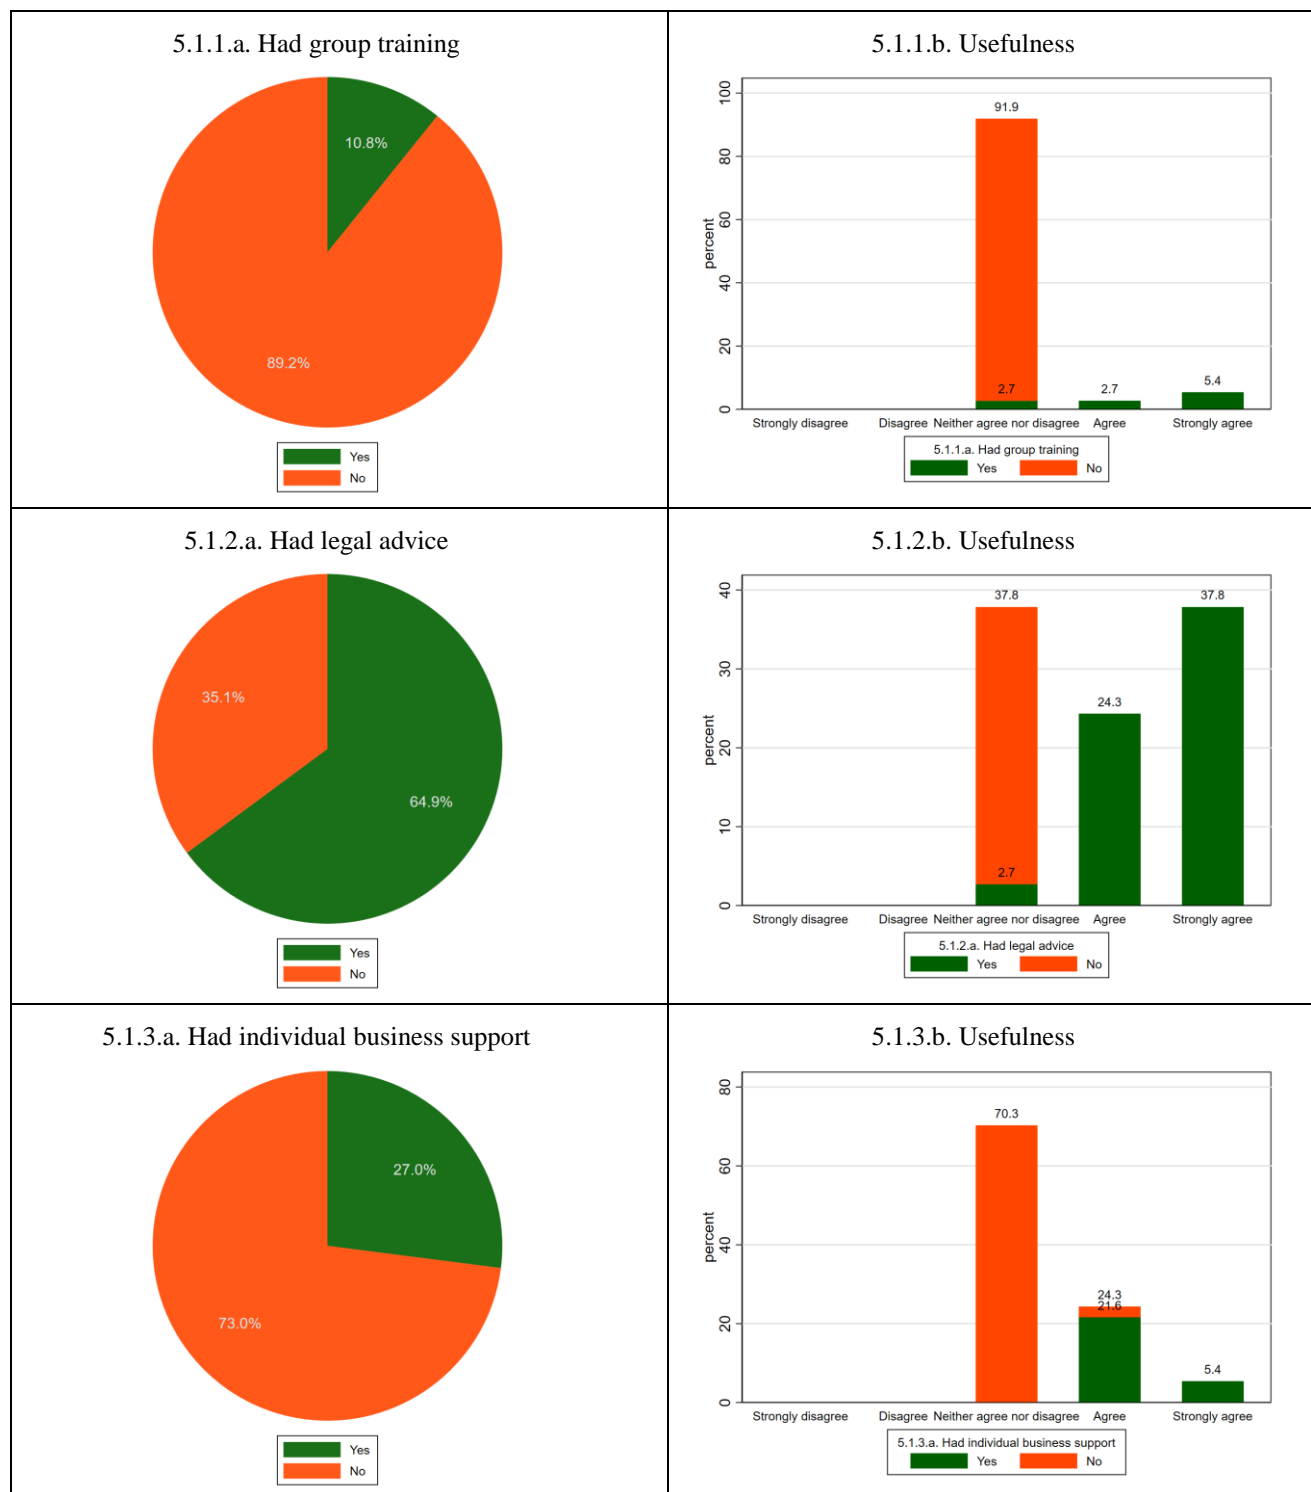 5.1.1.a. Had group training
10.8%
89.2%
Yes
No
5.1.1.b. Usefulness
percent
100
80
60
40
20
0
91.9
2.7
2.7
5.4
Strongly disagree Disagree Neither agree nor disagree Agree Strongly agree
5.1.1.a. Had group training
Yes No
5.1.2.a. Had legal advice
35.1%
64.9%
Yes
No
5.1.2.b. Usefulness
percent
40
30
20
10
0
37.8
2.7
24.3
37.8
Strongly disagree Disagree Neither agree nor disagree Agree Strongly agree
5.1.2.a. Had legal advice
Yes No
5.1.3.a. Had individual business support
27.0%
73.0%
Yes
No
5.1.3.b. Usefulness
percent
80
60
40
20
0
70.3
24.3
21.6
5.4
Strongly disagree Disagree Neither agree nor disagree Agree Strongly agree
5.1.3.a. Had individual business support
Yes No